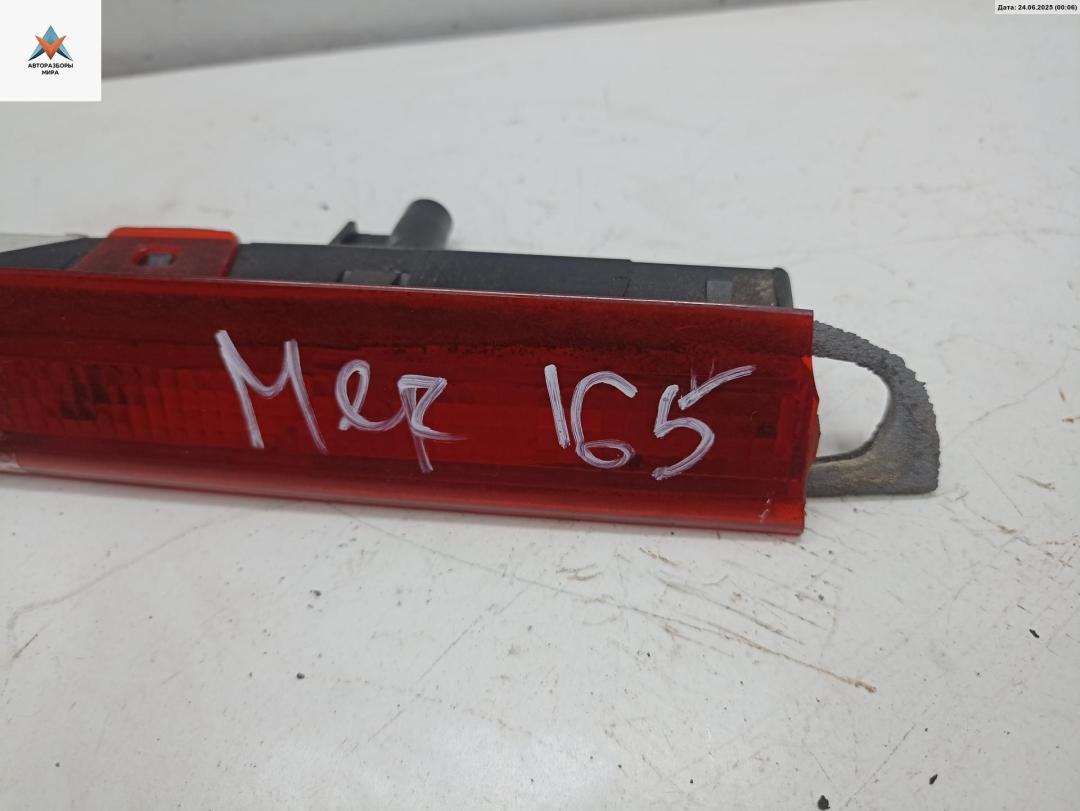 АВТОРАЗБОРЫ
МИРА
Дата: 24.06.2025 (00:06)
Мер 165